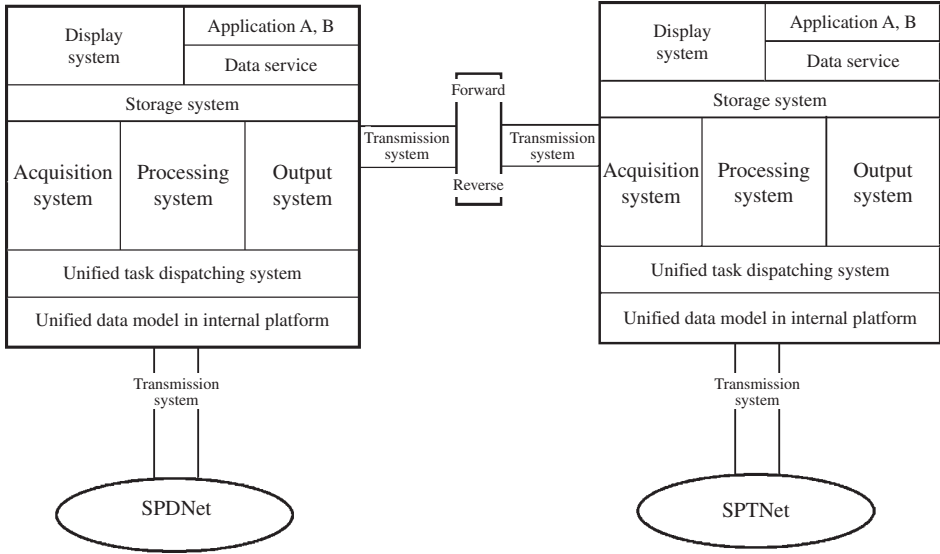 Display
system
Application A, B
Data service
Storage system
Acquisition
system
Processing
system
Output
system
Unified task dispatching system
Unified data model in internal platform
Transmission
system
SPDNet
Transmission
system
Forward
Reverse
Transmission
system
Display
system
Application A, B
Data service
Storage system
Acquisition
system
Processing
system
Output
system
Unified task dispatching system
Unified data model in internal platform
Transmission
system
SPTNet